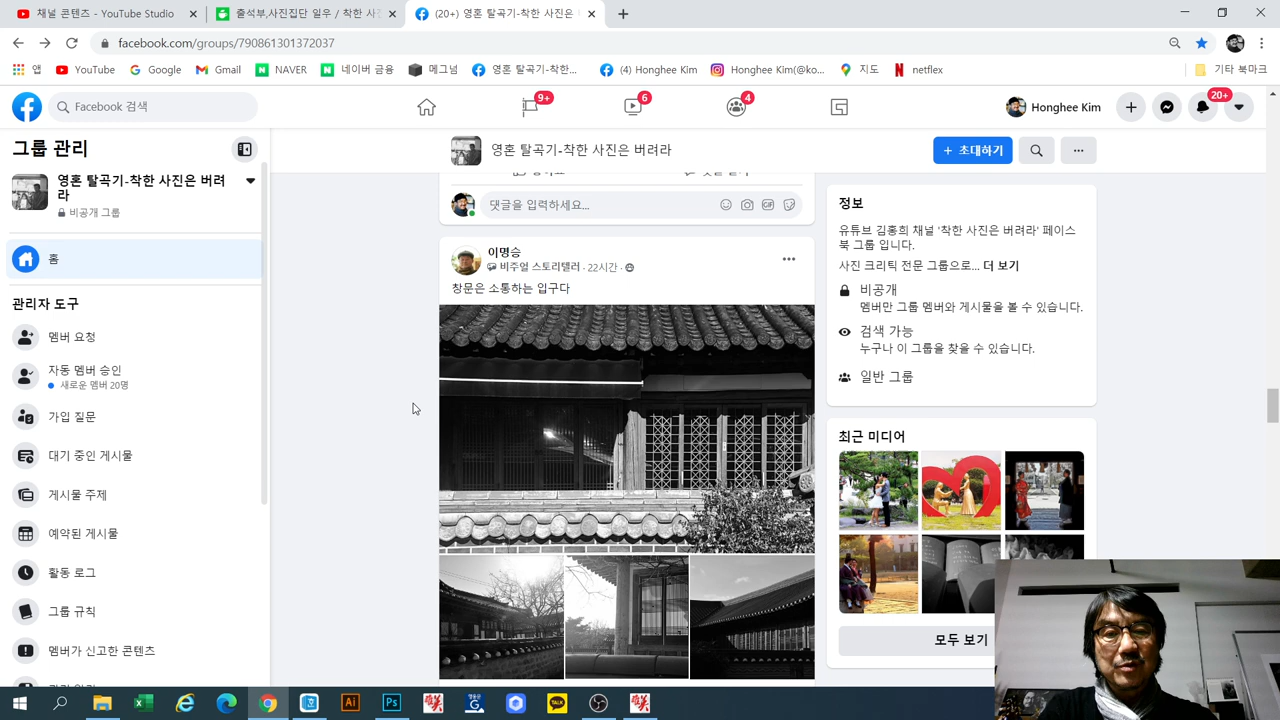 채널 콘텐츠 - YouTube Studio
출석부,사진집단 일우 / 착한 사
(20+) 영혼 탈곡기-착한 사진은
facebook.com/groups/790861301372037
앱
YouTube
Google
Gmail
NAVER
네이버 금융
메그넘
영혼 탈곡기-착한...
(4) Honghee Kim
Honghee Kim(@ko...
지도
netflex
기타 북마크
Facebook 검색
9+
6
4
Honghee Kim
20+
그룹 관리
영혼 탈곡기-착한 사진은 버려
라
비공개 그룹
홈
관리자 도구
멤버 요청
자동 멤버 승인
새로운 멤버 20명
가입 질문
대기 중인 게시물
게시물 주제
예약된 게시물
활동 로그
그룹 규칙
멤버가 신고한 콘텐츠
영혼 탈곡기-착한 사진은 버려라
+ 초대하기
댓글을 입력하세요...
GIF
이명승
비주얼 스토리텔러 · 22시간 ·
창문은 소통하는 입구다
정보
유튜브 김홍희 채널 '착한 사진은 버려라' 페이스
북 그룹 입니다.
사진 크리틱 전문 그룹으로... 더 보기
비공개
멤버만 그룹 멤버와 게시물을 볼 수 있습니다.
검색 가능
누구나 이 그룹을 찾을 수 있습니다.
일반 그룹
최근 미디어
모두 보기
Ai
Ps
TALK